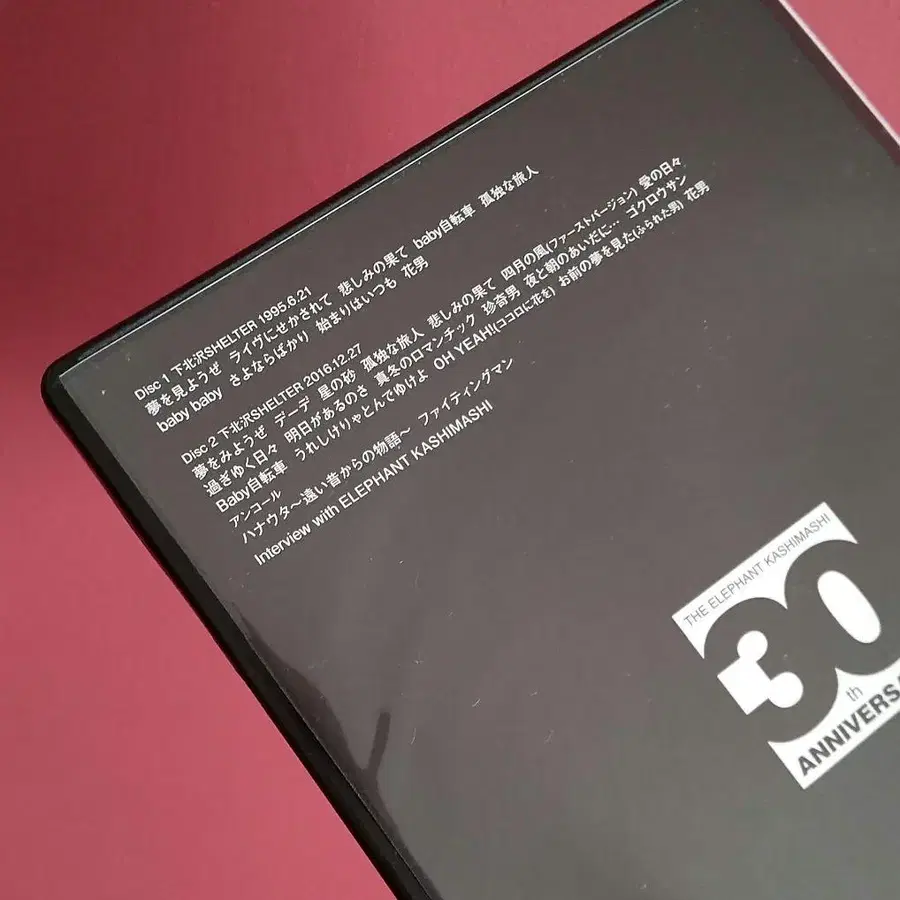 Disc 1 下北沢SHELTER 1995.6.21
夢を見ようぜ ライヴにせかされて 悲しみの果て baby自転車 孤独な旅人
baby baby さよならばかり 始まりはいつも 花男
Disc 2 下北沢SHELTER 2016.12.27
夢をみようぜ デーデ 星の砂 孤独な旅人 悲しみの果て 四月の風(ファーストバージョン) 愛の日々
過ぎゆく日々 明日があるのさ 真冬のロマンチック 珍奇男 夜と朝のあいだに… ゴクロウサン
Baby自転車 うれしけりゃとんでゆけよ OH YEAH!(ココロに花を) お前の夢を見た(ふられた男) 花男
アンコール
ハナウタ〜遠い昔からの物語〜 ファイティングマン
Interview with ELEPHANT KASHIMASHI
THE ELEPHANT KASHIMASHI
30
th
ANNIVERSA